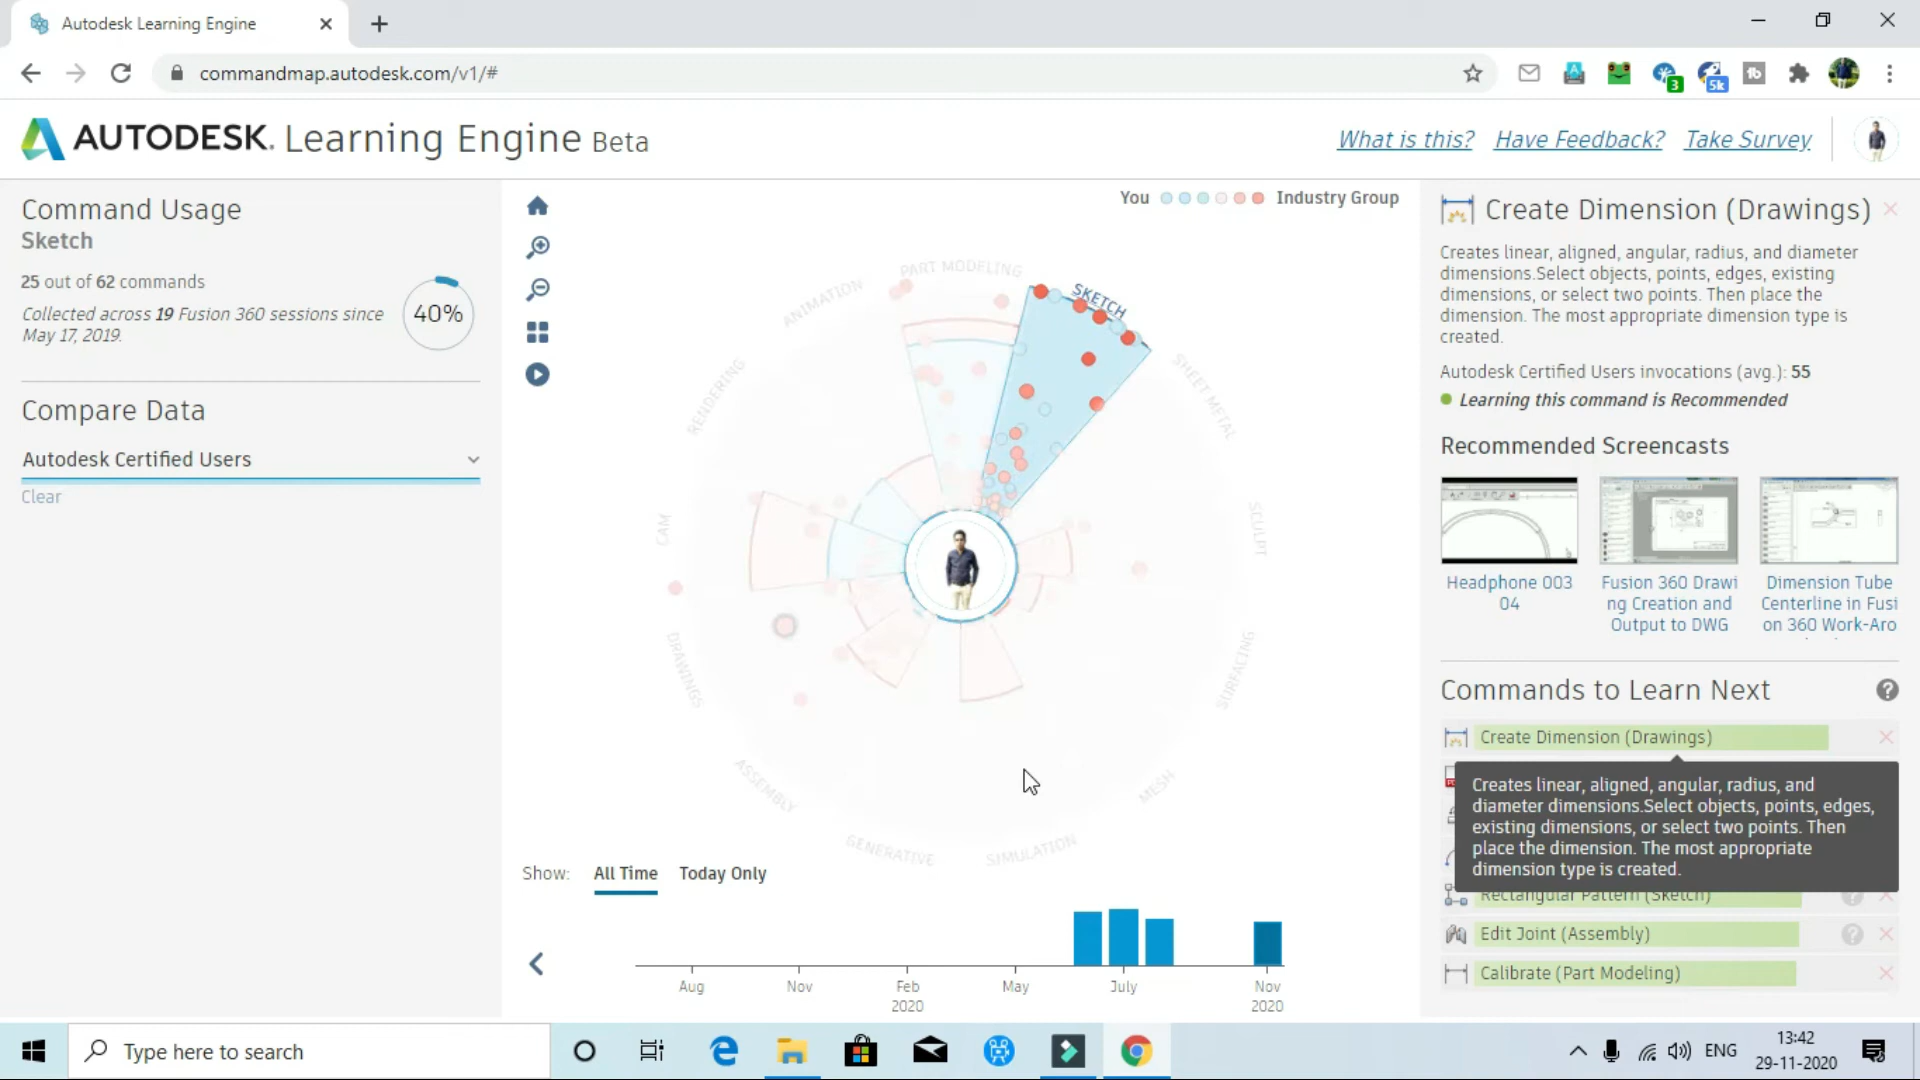 Autodesk Learning Engine
commandmap.autodesk.com/v1/#
3
5k
AUTODESK. Learning Engine Beta
What is this?
Have Feedback?
Take Survey
Command Usage
Sketch
25 out of 62 commands
Collected across 19 Fusion 360 sessions since
May 17, 2019.
40%
Compare Data
Autodesk Certified Users
Clear
You
Industry Group
PART MODELING
SKETCH
ANIMATION
SHEET METAL
RENDERING
SCULPT
CAM
DRAWINGS
SURFACING
ASSEMBLY
MESH
GENERATIVE
SIMULATION
Show:
All Time
Today Only
Aug
Nov
Feb
2020
May
July
Nov
2020
Create Dimension (Drawings)
Creates linear, aligned, angular, radius, and diameter
dimensions.Select objects, points, edges, existing
dimensions, or select two points. Then place the
dimension. The most appropriate dimension type is
created.
Autodesk Certified Users invocations (avg.): 55
Learning this command is Recommended
Recommended Screencasts
Headphone 003
04
Fusion 360 Drawi
ng Creation and
Output to DWG
Dimension Tube
Centerline in Fusi
on 360 Work-Aro
Commands to Learn Next
Create Dimension (Drawings)
Creates linear, aligned, angular, radius, and
diameter dimensions.Select objects, points, edges,
existing dimensions, or select two points. Then
place the dimension. The most appropriate
dimension type is created.
Rectangular Pattern (Sketch)
Edit Joint (Assembly)
Calibrate (Part Modeling)
Type here to search
ENG
13:42
29-11-2020